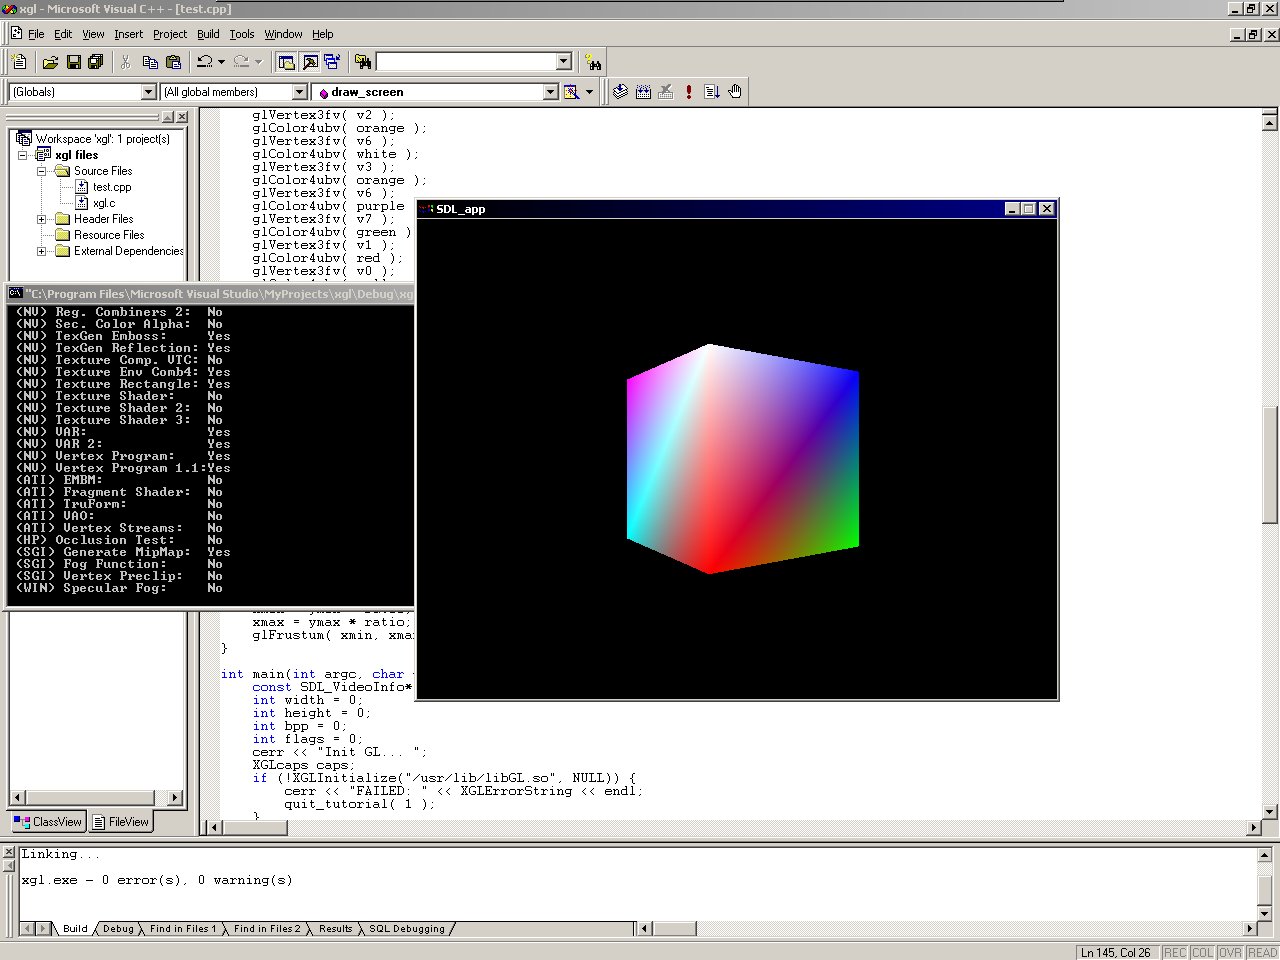 xgl - Microsoft Visual C++ - [test.cpp]
File Edit View Insert Project Build Tools Window Help
(Globals) (All global members) draw_screen
Workspace 'xgl': 1 project(s)
xgl files
Source Files
test.cpp
xgl.c
Header Files
Resource Files
External Dependencies
glVertex3fv( v2 );
glColor4ubv( orange );
glVertex3fv( v6 );
glColor4ubv( white );
glVertex3fv( v3 );
glColor4ubv( orange );
glVertex3fv( v6 );
glColor4ubv( purple
glVertex3fv( v7 );
glColor4ubv( green )
glVertex3fv( v1 );
glColor4ubv( red );
glVertex3fv( v0 );
SDL_app
"C:\Program Files\Microsoft Visual Studio\MyProjects\xgl\Debug\xg
(NV) Reg. Combiners 2: No
(NV) Sec. Color Alpha: No
(NV) TexGen Emboss: Yes
(NV) TexGen Reflection: Yes
(NV) Texture Comp. VTC: No
(NV) Texture Env Comb4: Yes
(NV) Texture Rectangle: Yes
(NV) Texture Shader: No
(NV) Texture Shader 2: No
(NV) Texture Shader 3: No
(NV) VAR: Yes
(NV) VAR 2: Yes
(NV) Vertex Program: Yes
(NV) Vertex Program 1.1:Yes
(ATI) EMBM: No
(ATI) Fragment Shader: No
(ATI) TruForm: No
(ATI) VAO: No
(ATI) Vertex Streams: No
(HP) Occlusion Test: No
(SGI) Generate MipMap: Yes
(SGI) Fog Function: No
(SGI) Vertex Preclip: No
(WIN) Specular Fog: No
xmax = ymax * ratio;
glFrustum( xmin, xma
}
int main(int argc, char
const SDL_VideoInfo*
int width = 0;
int height = 0;
int bpp = 0;
int flags = 0;
cerr << "Init GL... ";
XGLcaps caps;
if (!XGLInitialize("/usr/lib/libGL.so", NULL)) {
cerr << "FAILED: " << XGLErrorString << endl;
quit_tutorial( 1 );
}
ClassView FileView
Linking...
xgl.exe - 0 error(s), 0 warning(s)
Build Debug Find in Files 1 Find in Files 2 Results SQL Debugging
Ln 145, Col 26 REC COL OVR READ